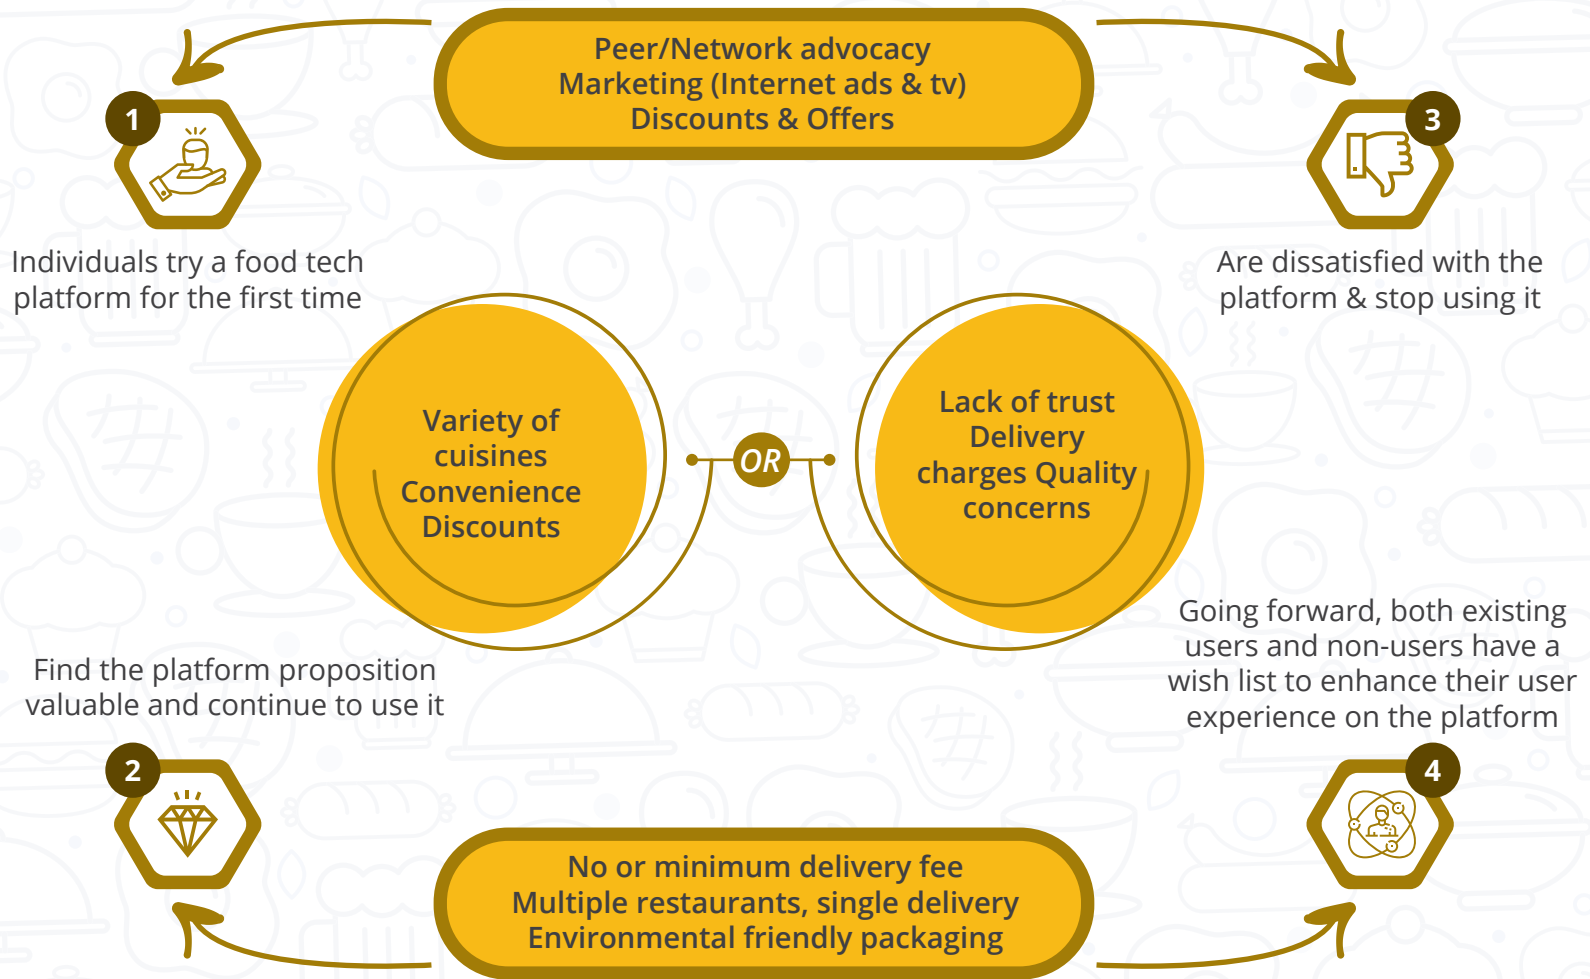 Peer/Network advocacy
Marketing (Internet ads & tv)
Discounts & Offers
1
Individuals try a food tech
platform for the first time
3
Are dissatisfied with the
platform & stop using it
Variety of
cuisines
Convenience
Discounts
OR
Lack of trust
Delivery
charges Quality
concerns
Find the platform proposition
valuable and continue to use it
2
Going forward, both existing
users and non-users have a
wish list to enhance their user
experience on the platform
4
No or minimum delivery fee
Multiple restaurants, single delivery
Environmental friendly packaging